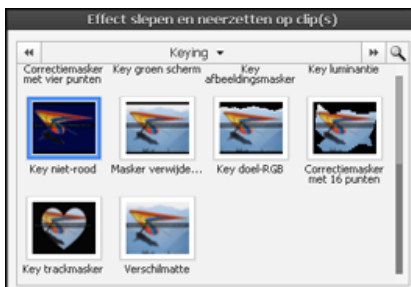 Effect slepen en neerzetten op clip(s)
Keying
Correctiemasker met vier punten
Key groen scherm
Key afbeeldingsmasker
Key luminantie
Key niet-rood
Masker verwijde...
Key doel-RGB
Correctiemasker met 16 punten
Key trackmasker
Verschilmatte